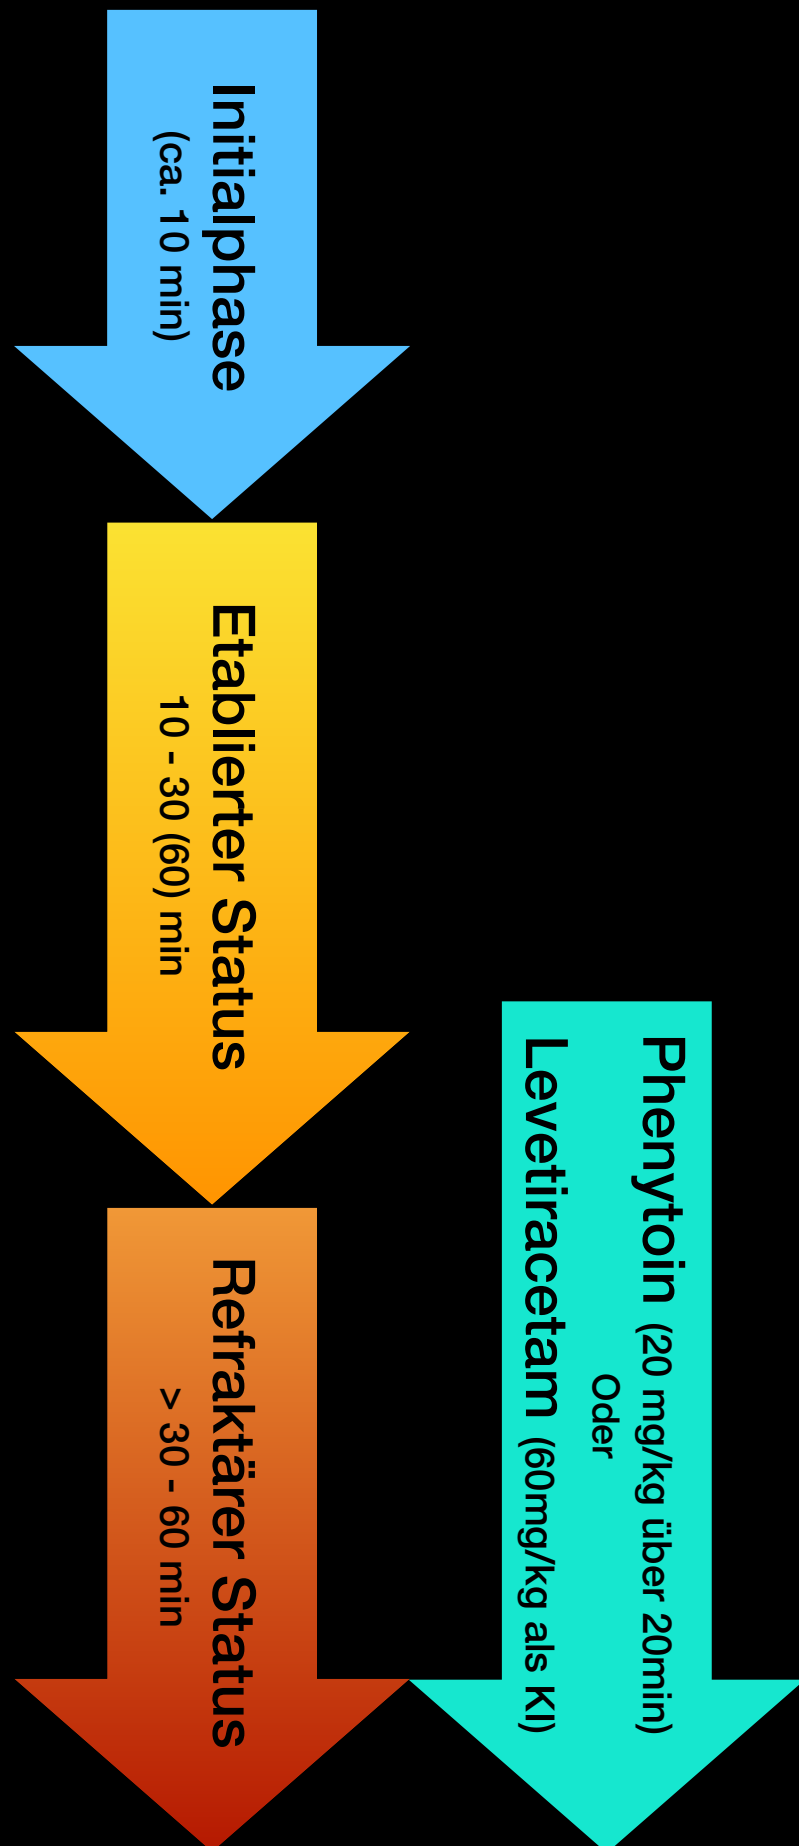 Initialphase
(ca. 10 min)
Etablierter Status
10 - 30 (60) min
Refraktärer Status
> 30 - 60 min
Phenytoin (20 mg/kg über 20min)
Oder
Levetiracetam (60mg/kg als KI)